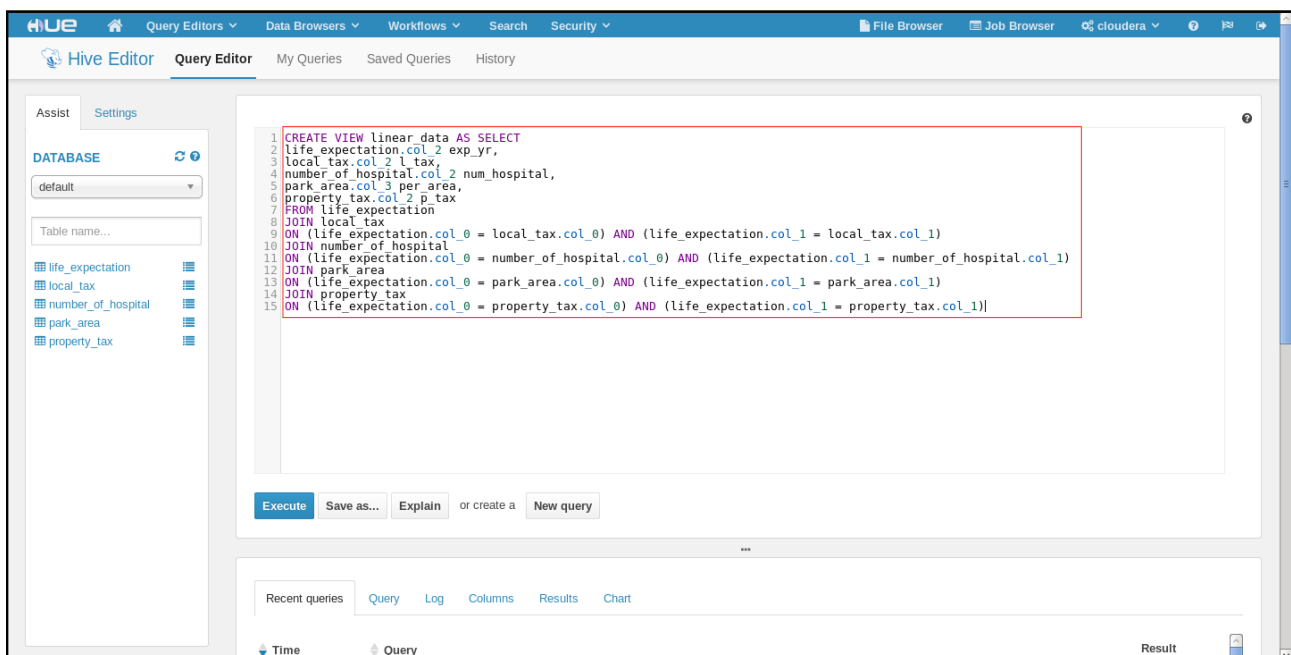 HUE Query Editors Data Browsers Workflows Search Security File Browser Job Browser cloudera
Hive Editor Query Editor My Queries Saved Queries History
Assist Settings
DATABASE
default
Table name...
life_expectation
local_tax
number_of_hospital
park_area
property_tax
1 CREATE VIEW linear_data AS SELECT
2 life_expectation.col_2 exp_yr,
3 local_tax.col_2 l_tax,
4 number_of_hospital.col_2 num_hospital,
5 park_area.col_3 per_area,
6 property_tax.col_2 p_tax
7 FROM life_expectation
8 JOIN local_tax
9 ON (life_expectation.col_0 = local_tax.col_0) AND (life_expectation.col_1 = local_tax.col_1)
10 JOIN number_of_hospital
11 ON (life_expectation.col_0 = number_of_hospital.col_0) AND (life_expectation.col_1 = number_of_hospital.col_1)
12 JOIN park_area
13 ON (life_expectation.col_0 = park_area.col_0) AND (life_expectation.col_1 = park_area.col_1)
14 JOIN property_tax
15 ON (life_expectation.col_0 = property_tax.col_0) AND (life_expectation.col_1 = property_tax.col_1)
Execute Save as... Explain or create a New query
Recent queries Query Log Columns Results Chart
Time Query Result